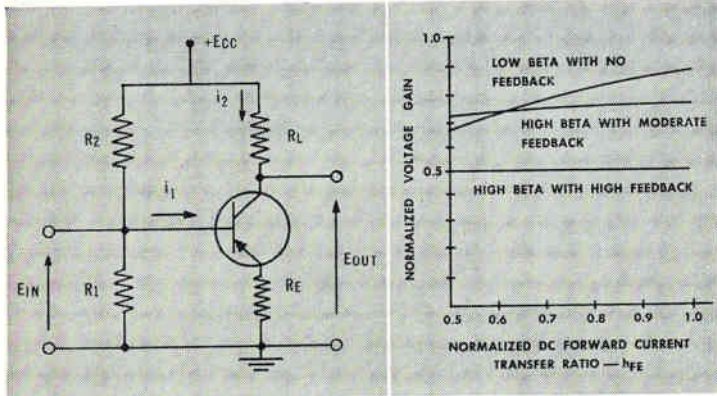 +ECC
i2
R2
RL
i1
EIN
R1
RE
EOUT
NORMALIZED VOLTAGE GAIN
1.0
0.5
LOW BETA WITH NO
FEEDBACK
HIGH BETA WITH MODERATE
FEEDBACK
HIGH BETA WITH HIGH FEEDBACK
0.5 0.6 0.7 0.8 0.9 1.0
NORMALIZED DC FORWARD CURRENT
TRANSFER RATIO — hFE